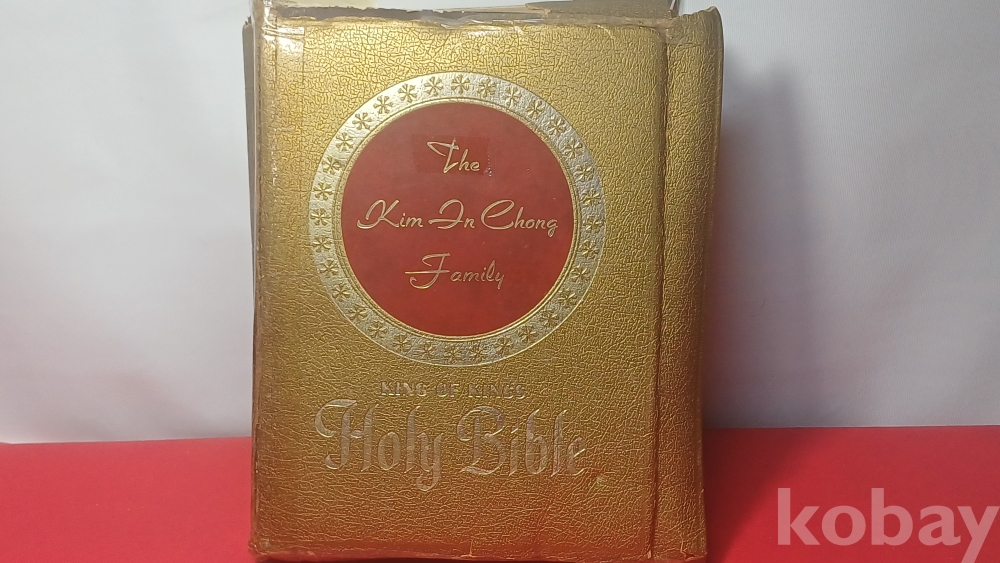 The
Kim In Chong
Family
KING OF KINGS
Holy Bible
kobay